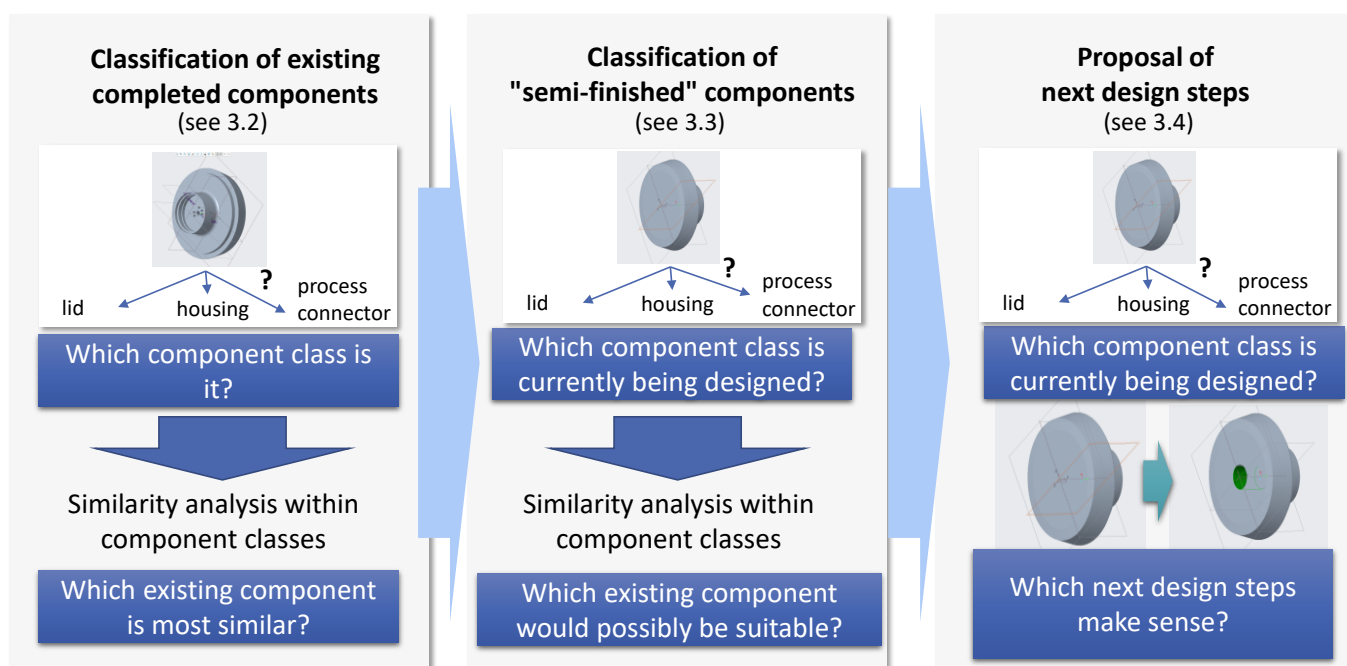 Classification of existing
completed components
(see 3.2)
?
lid
housing
process
connector
Which component class is
it?
Similarity analysis within
component classes
Which existing component
is most similar?
Classification of
"semi-finished" components
(see 3.3)
?
lid
housing
process
connector
Which component class is
currently being designed?
Similarity analysis within
component classes
Which existing component
would possibly be suitable?
Proposal of
next design steps
(see 3.4)
?
lid
housing
process
connector
Which component class is
currently being designed?
Which next design steps
make sense?